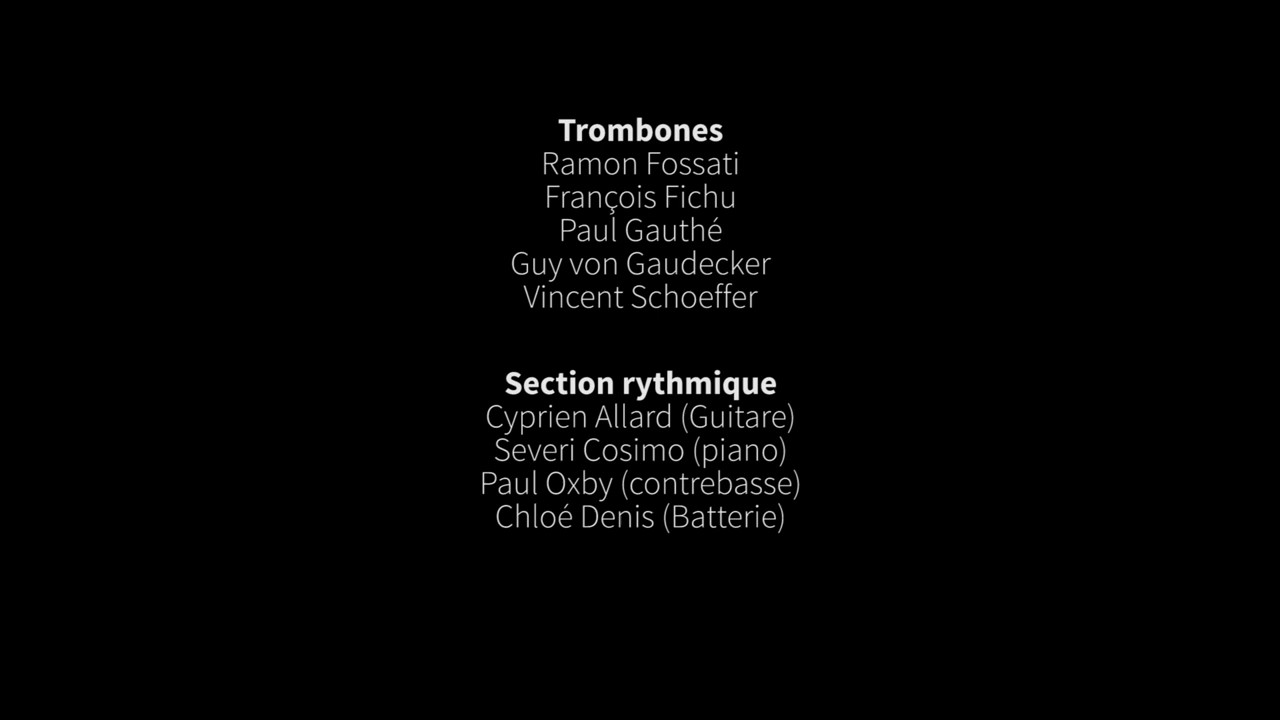 Trombones
Ramon Fossati
François Fichu
Paul Gauthé
Guy von Gaudecker
Vincent Schoeffer
Section rythmique
Cyprien Allard (Guitare)
Severi Cosimo (piano)
Paul Oxby (contrebasse)
Chloé Denis (Batterie)